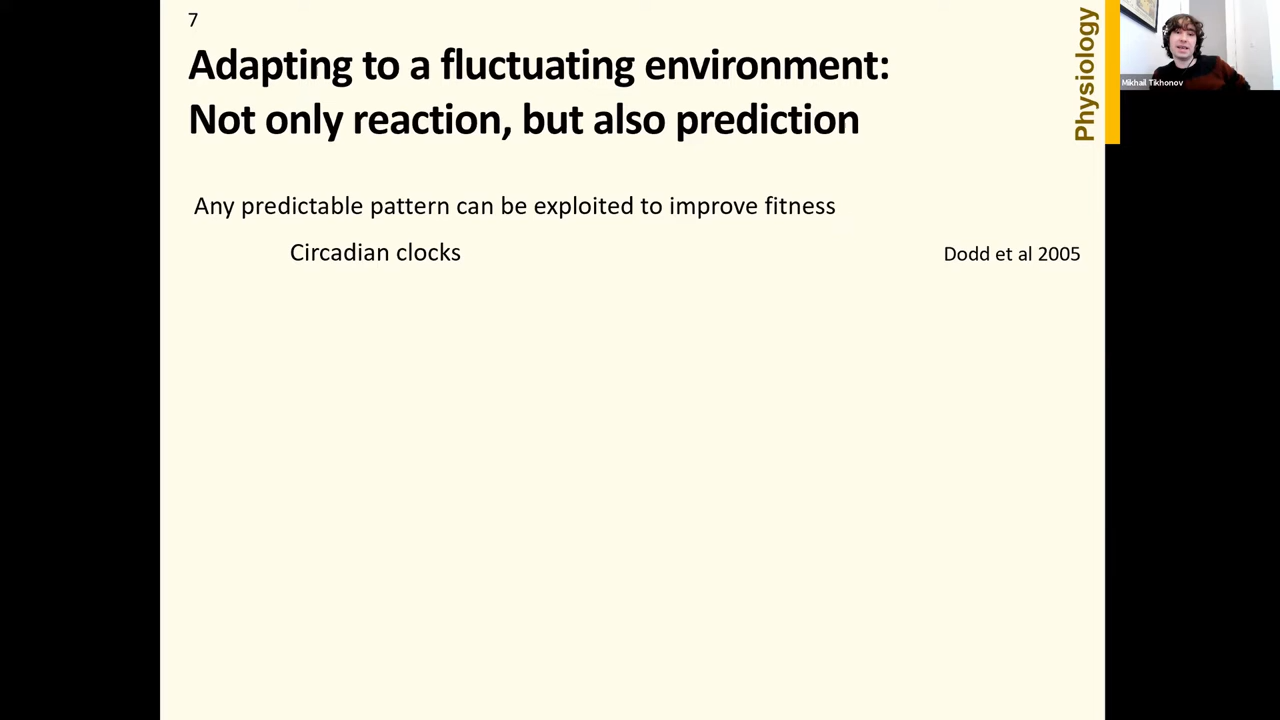 7
Adapting to a fluctuating environment:
Not only reaction, but also prediction
Physiology
Mikhail Tikhonov
Any predictable pattern can be exploited to improve fitness
Circadian clocks
Dodd et al 2005